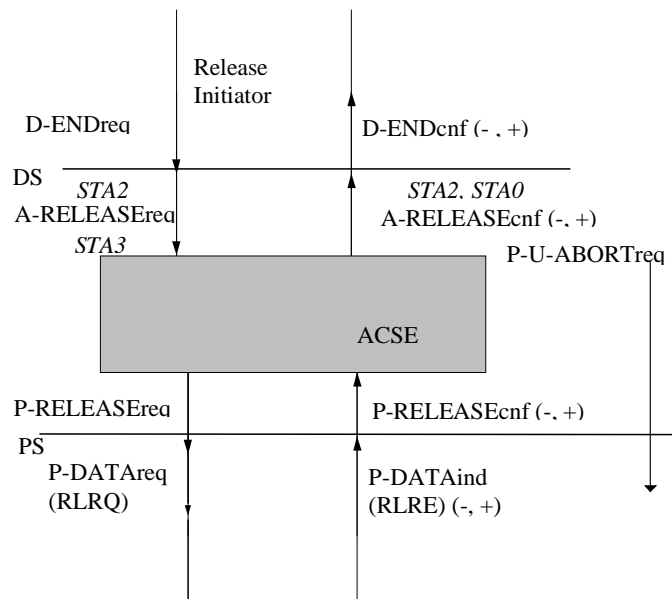 Release
Initiator
D-ENDreq
D-ENDcnf (- , +)
DS
STA2
STA2, STA0
A-RELEASEreq
A-RELEASEcnf (-, +)
STA3
P-U-ABORTreq
ACSE
P-RELEASEreq
P-RELEASEcnf (-, +)
PS
P-DATAreq
P-DATAind
(RLRQ)
(RLRE) (-, +)